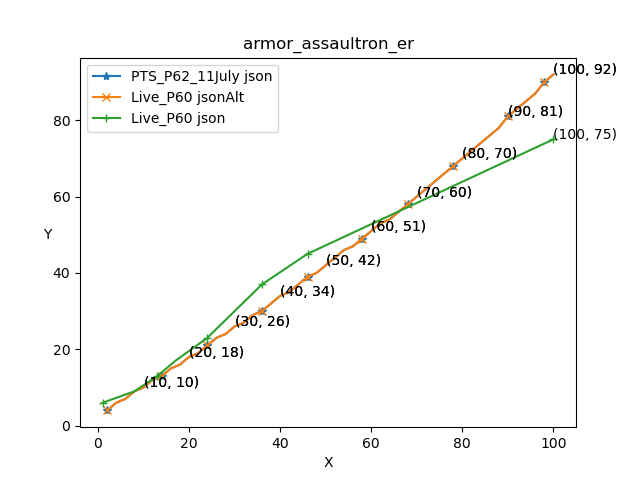 armor_assaultron_er
PTS_P62_11July json
Live_P60 jsonAlt
Live_P60 json
(100, 92)
(90, 81)
(100, 75)
(80, 70)
(70, 60)
(60, 51)
(50, 42)
(40, 34)
(30, 26)
(20, 18)
(10, 10)
Y
80
60
40
20
0
0 20 40 60 80 100
X